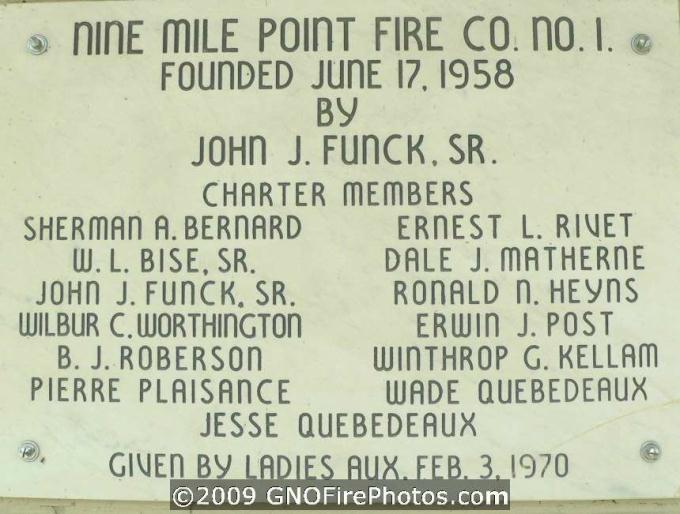 NINE MILE POINT FIRE CO. NO. 1.
FOUNDED JUNE 17, 1958
BY
JOHN J. FUNCK, SR.
CHARTER MEMBERS
SHERMAN A. BERNARD ERNEST L. RIVET
W. L. BISE, SR. DALE J. MATHERNE
JOHN J. FUNCK, SR. RONALD N. HEYNS
WILBUR C. WORTHINGTON ERWIN J. POST
B. J. ROBERSON WINTHROP G. KELLAM
PIERRE PLAISANCE WADE QUEBEDEAUX
JESSE QUEBEDEAUX
GIVEN BY LADIES AUX. FEB. 3, 1970
©2009 GNOFirePhotos.com